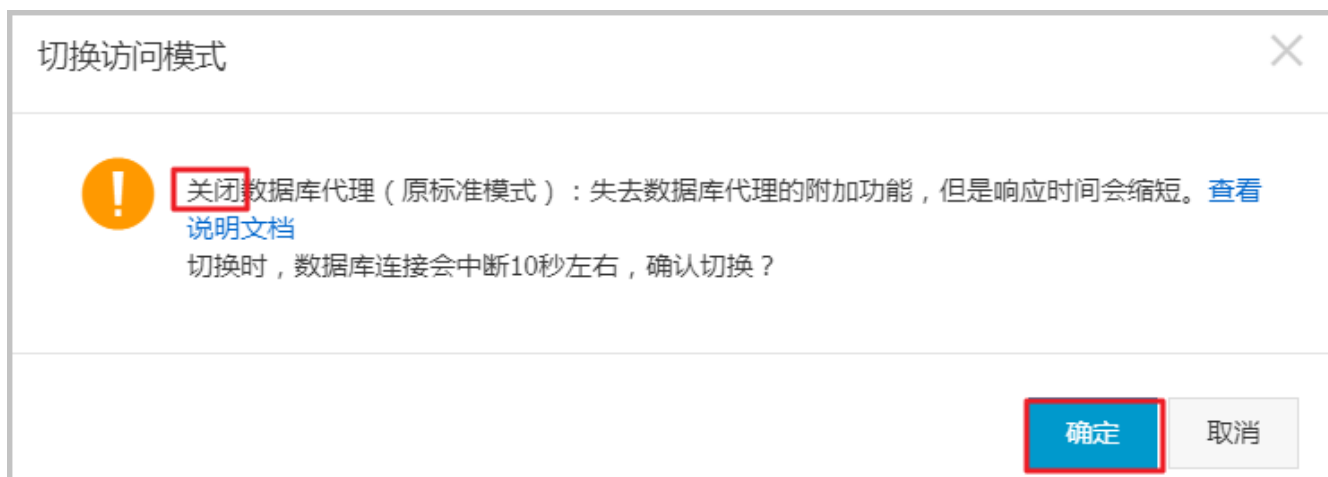 切换访问模式
关闭数据库代理（原标准模式）：失去数据库代理的附加功能，但是响应时间会缩短。查看
说明文档
切换时，数据库连接会中断10秒左右，确认切换？
确定
取消